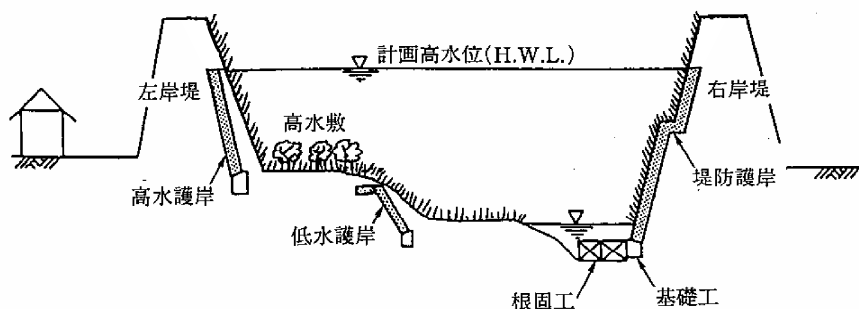 計画高水位(H.W.L.)
左岸堤
右岸堤
高水敷
堤防護岸
高水護岸
低水護岸
根固工
基礎工